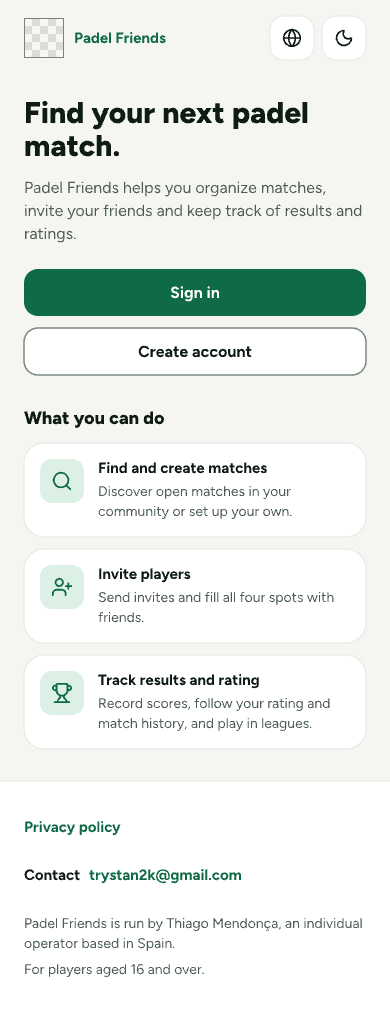 Padel Friends
Find your next padel
match.
Padel Friends helps you organize matches,
invite your friends and keep track of results and
ratings.
Sign in
Create account
What you can do
Find and create matches
Discover open matches in your
community or set up your own.
Invite players
Send invites and fill all four spots with
friends.
Track results and rating
Record scores, follow your rating and
match history, and play in leagues.
Privacy policy
Contact trystan2k@gmail.com
Padel Friends is run by Thiago Mendonça, an individual
operator based in Spain.
For players aged 16 and over.